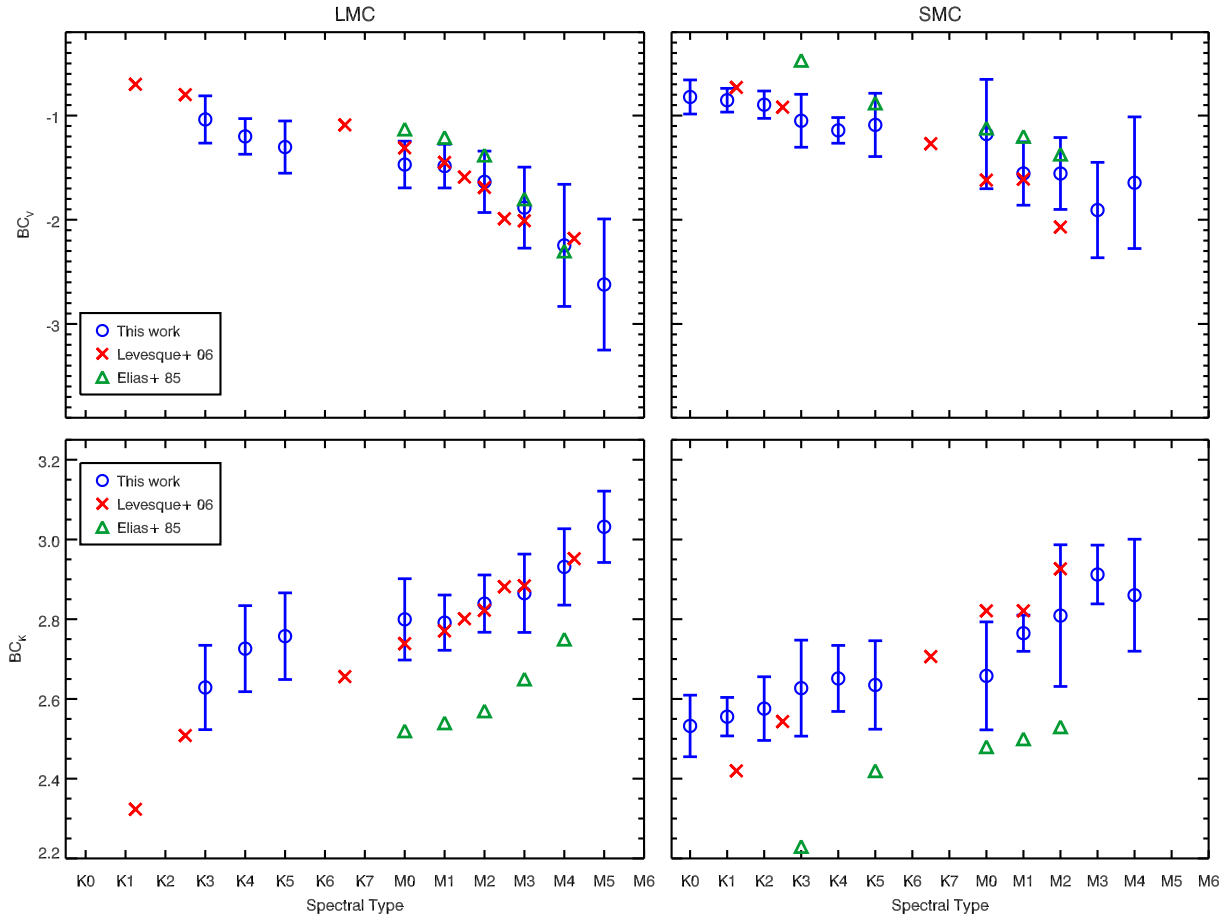 LMC
SMC
-1
-2
-3
BCV
This work
Levesque+ 06
Elias+ 85
3.2
3.0
2.8
2.6
2.4
2.2
BCK
This work
Levesque+ 06
Elias+ 85
K0 K1 K2 K3 K4 K5 K6 K7 M0 M1 M2 M3 M4 M5 M6
Spectral Type
K0 K1 K2 K3 K4 K5 K6 K7 M0 M1 M2 M3 M4 M5 M6
Spectral Type